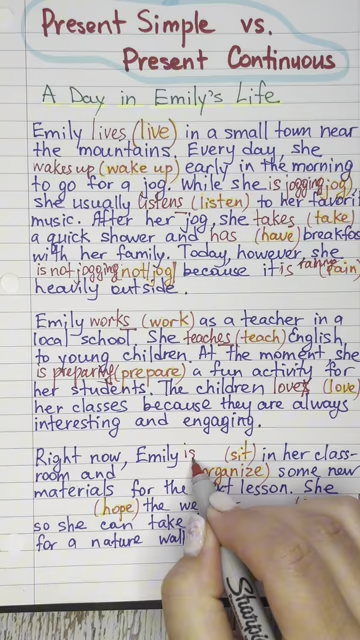 Present Simple vs.
Present Continuous
A Day in Emily's Life
Emily lives (live) in a small town near
the mountains. Every day, she
wakes up (wake up) early in the morning
to go for a jog. While she is jogging jog)
she usually listens (listen) to her favori
music. After her jog, she takes (take)
a quick shower and has (have) breakfas
with her family. Today, however, she
is not jogging not jog) because it is raining (rain)
heavily outside.
Emily works (work) as a teacher in a
local school. She teaches (teach) English
to young children. At the moment she
is preparing (prepare) a fun activity for
her students. The children loves (love)
her classes because they are always
interesting and engaging.
Right now, Emily is (sit) in her class-
room and organize) some new
materials for the lesson. She
(hope) the we
so she can take
for a nature wal
Sharpie